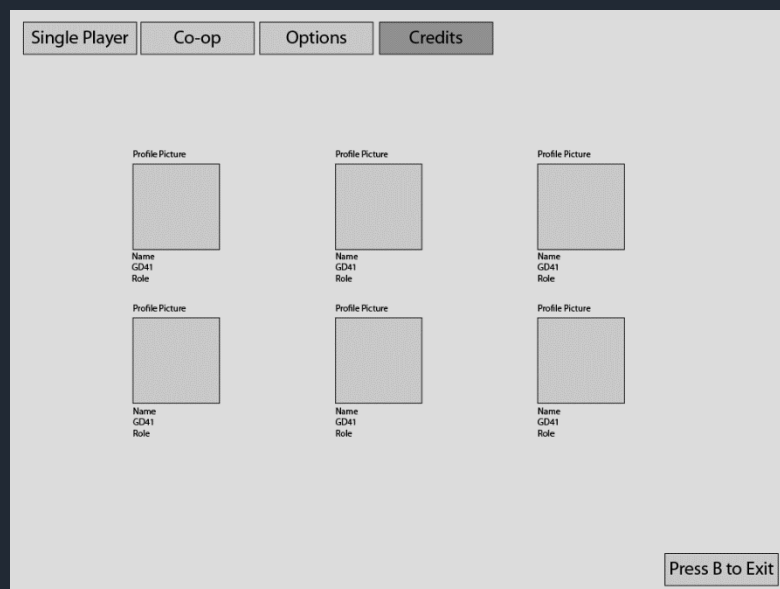 Single Player
Co-op
Options
Credits
Profile Picture
Profile Picture
Profile Picture
Name
GD41
Role
Name
GD41
Role
Name
GD41
Role
Profile Picture
Profile Picture
Profile Picture
Name
GD41
Role
Name
GD41
Role
Name
GD41
Role
Press B to Exit